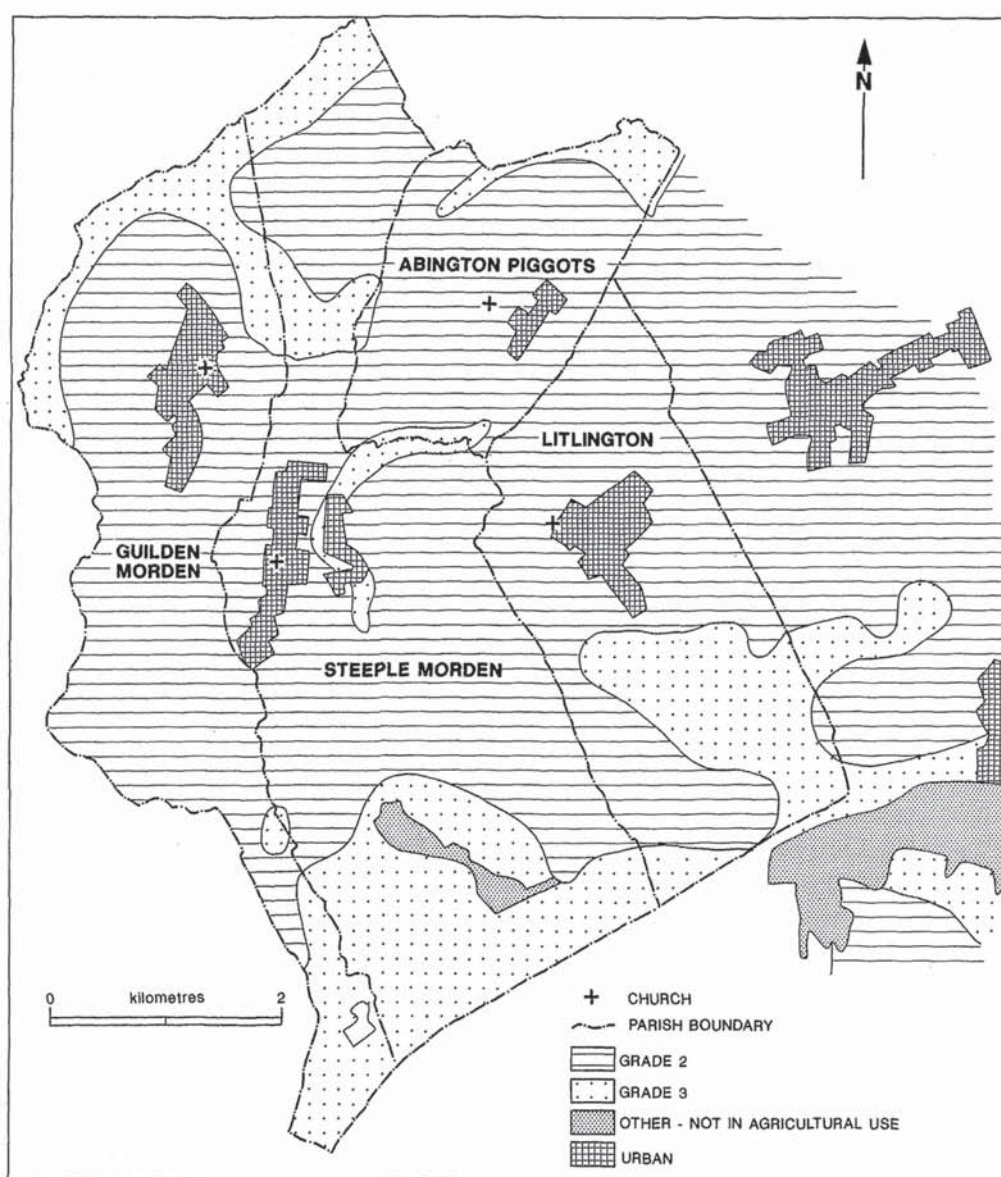 N
ABINGTON PIGGOTS
LITLINGTON
GUILDEN
MORDEN
STEEPLE MORDEN
0 kilometres 2
+ CHURCH
PARISH BOUNDARY
GRADE 2
GRADE 3
OTHER - NOT IN AGRICULTURAL USE
URBAN